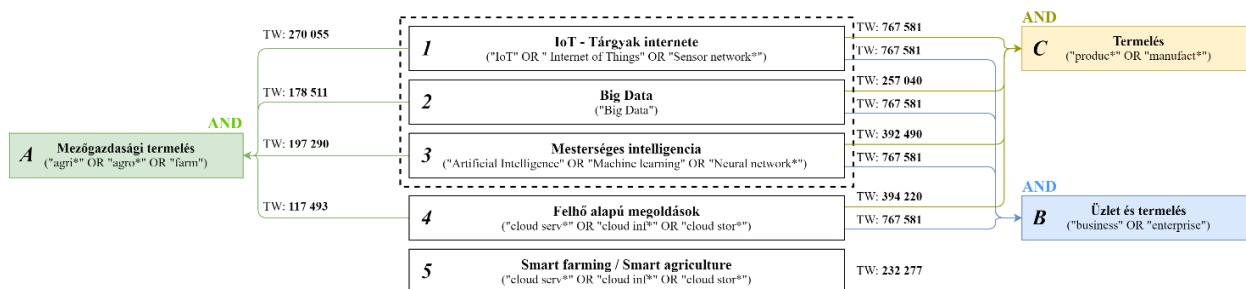 AND
TW: 270 055
TW: 178 511
AND
A Mezőgazdasági termelés
("agri*" OR "agro*" OR "farm")
TW: 197 290
TW: 117 493
1 IoT - Tárgyak internete
("IoT" OR " Internet of Things" OR "Sensor network*")
2 Big Data
("Big Data")
3 Mesterséges intelligencia
("Artificial Intelligence" OR "Machine learning" OR "Neural network*")
4 Felhő alapú megoldások
("cloud serv*" OR "cloud inf*" OR "cloud stor*")
5 Smart farming / Smart agriculture
("cloud serv*" OR "cloud inf*" OR "cloud stor*")
TW: 767 581
TW: 767 581
TW: 257 040
TW: 767 581
TW: 392 490
TW: 767 581
TW: 394 220
TW: 767 581
TW: 232 277
C Termelés
("produc*" OR "manufact*")
AND
B Üzlet és termelés
("business" OR "enterprise")